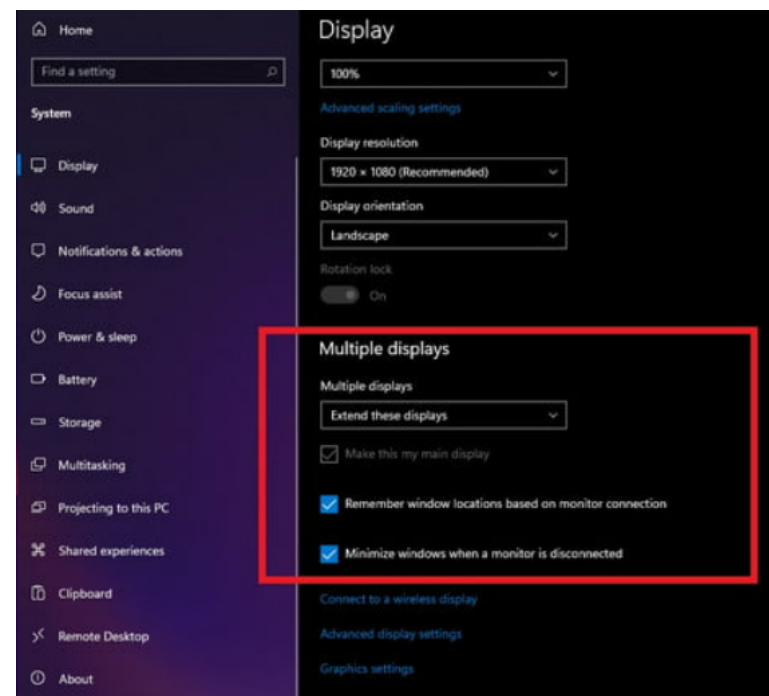 Home
Find a setting
System
Display
Sound
Notifications & actions
Focus assist
Power & sleep
Battery
Storage
Multitasking
Projecting to this PC
Shared experiences
Clipboard
Remote Desktop
About
Display
100%
Advanced scaling settings
Display resolution
1920 × 1080 (Recommended)
Display orientation
Landscape
Rotation lock
On
Multiple displays
Multiple displays
Extend these displays
Make this my main display
Remember window locations based on monitor connection
Minimize windows when a monitor is disconnected
Connect to a wireless display
Advanced display settings
Graphics settings